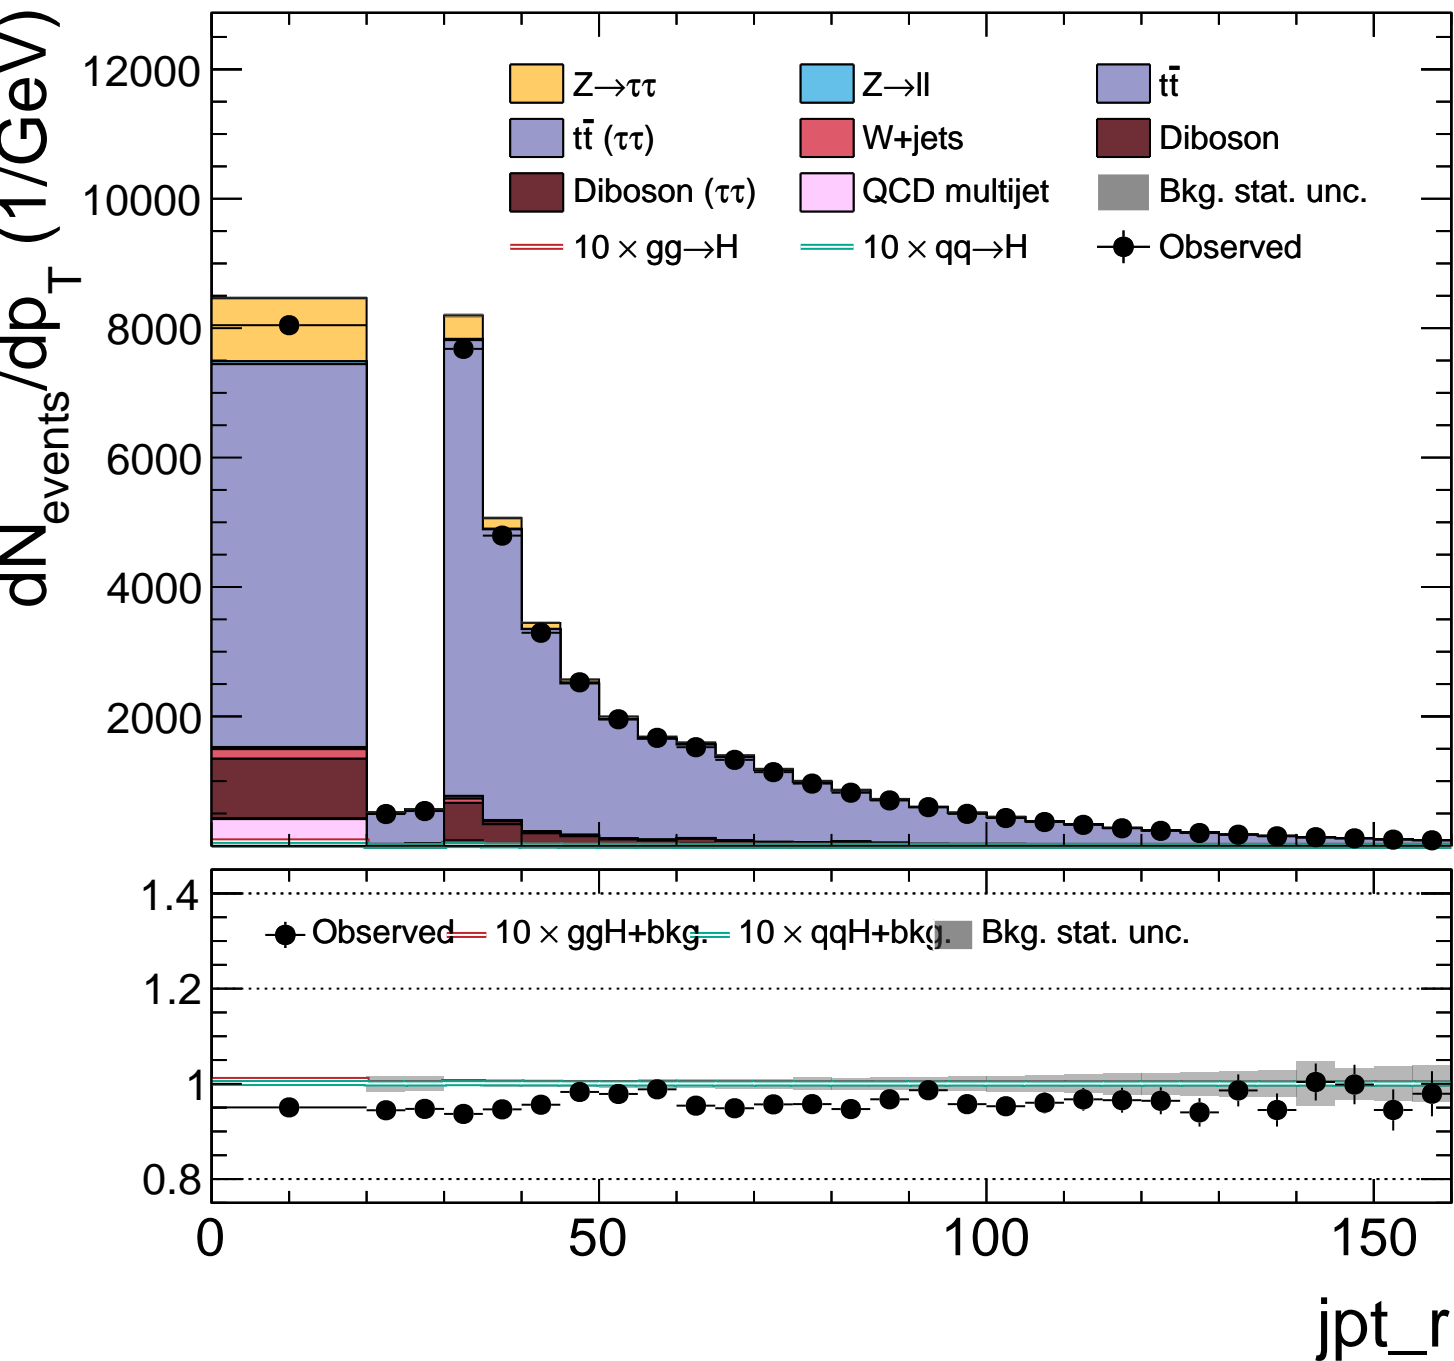 dN_events/dp_T (1/GeV)
12000
10000
8000
6000
4000
2000
Z→ττ Z→ll tt̄
tt̄ (ττ) W+jets Diboson
Diboson (ττ) QCD multijet Bkg. stat. unc.
10 × gg→H 10 × qq→H Observed
1.4
1.2
1
0.8
Observed 10 × ggH+bkg. 10 × qqH+bkg. Bkg. stat. unc.
0 50 100 150
jpt_r